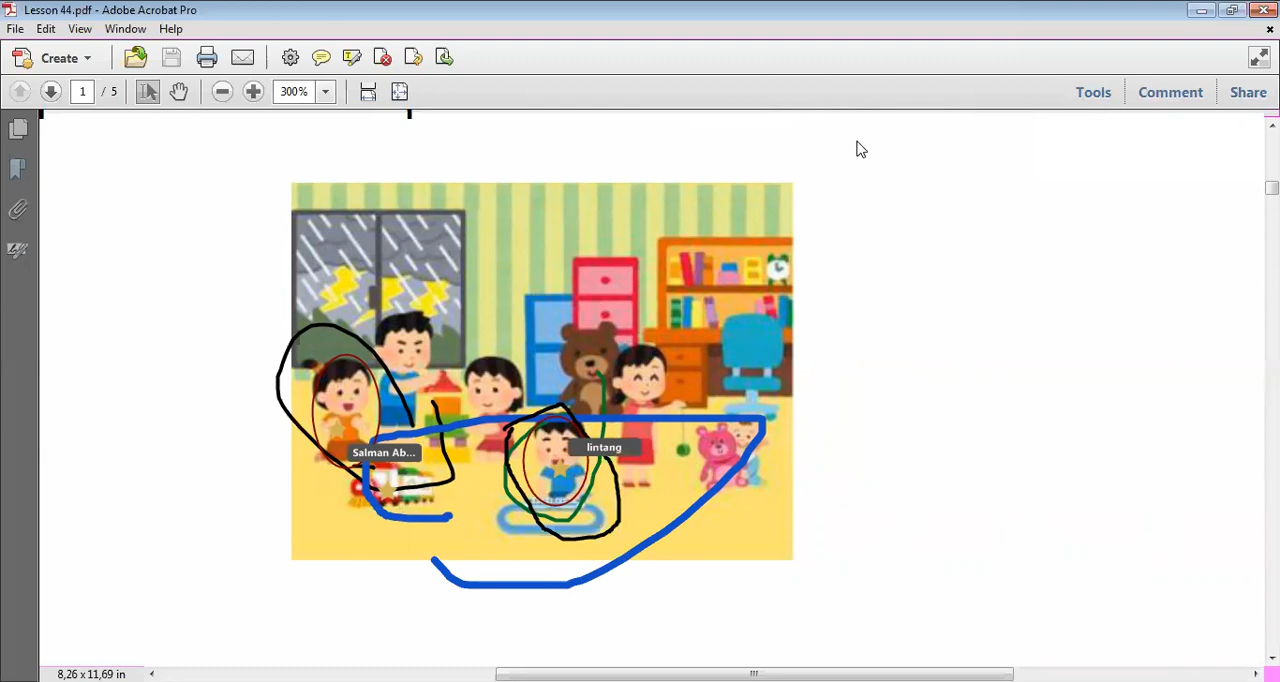 Lesson 44.pdf - Adobe Acrobat Pro
File Edit View Window Help
Create
1 / 5 300% Tools Comment Share
Salman Ab...
lintang
8,26 x 11,69 in